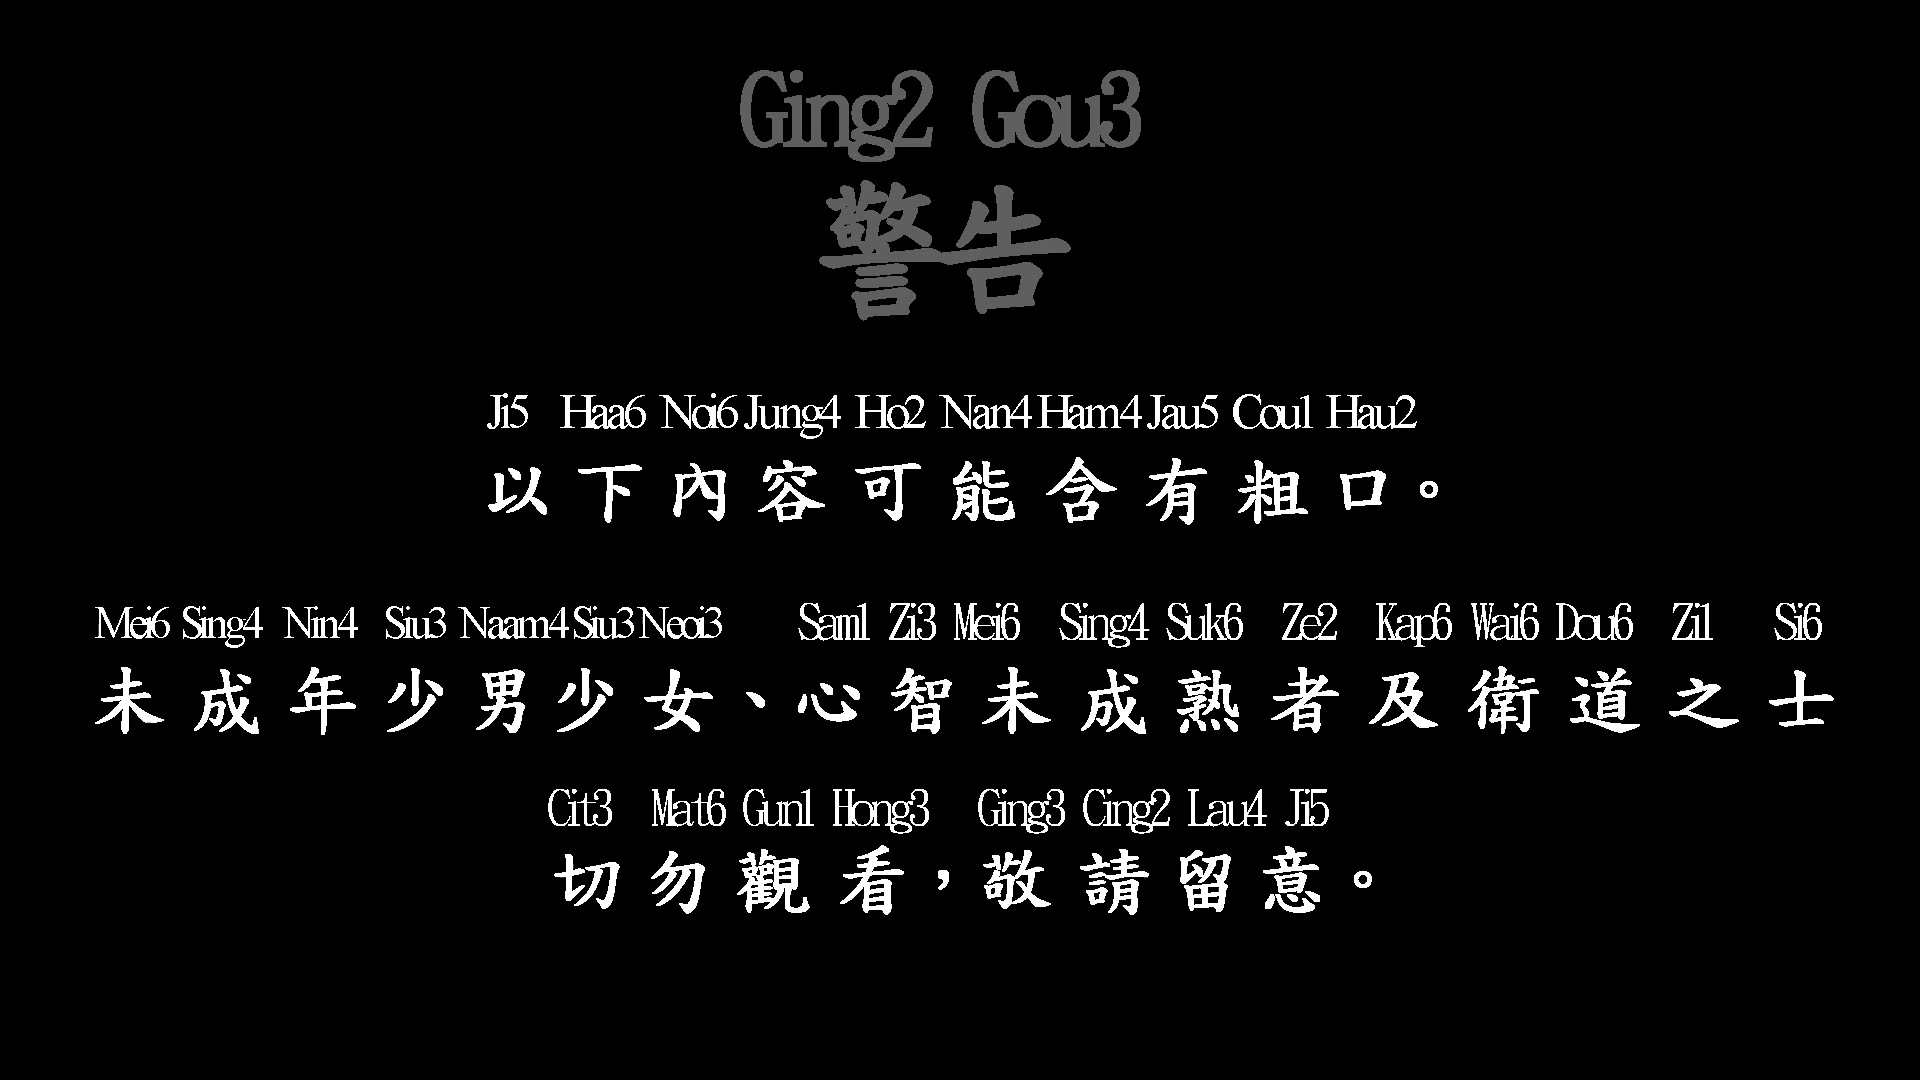 Ging2 Gou3
警告
Ji5 Haa6 Noi6 Jung4 Ho2 Nan4 Ham4 Jau5 Cou1 Hau2
以下內容可能含有粗口。
Mei6 Sing4 Nin4 Siu3 Naam4 Siu3 Neoi3 Sam1 Zi3 Mei6 Sing4 Suk6 Ze2 Kap6 Wai6 Dou6 Zi1 Si6
未成年少男少女、心智未成熟者及衛道之士
Cit3 Mat6 Gun1 Hong3 Ging3 Cing2 Lau4 Ji5
切勿觀看，敬請留意。